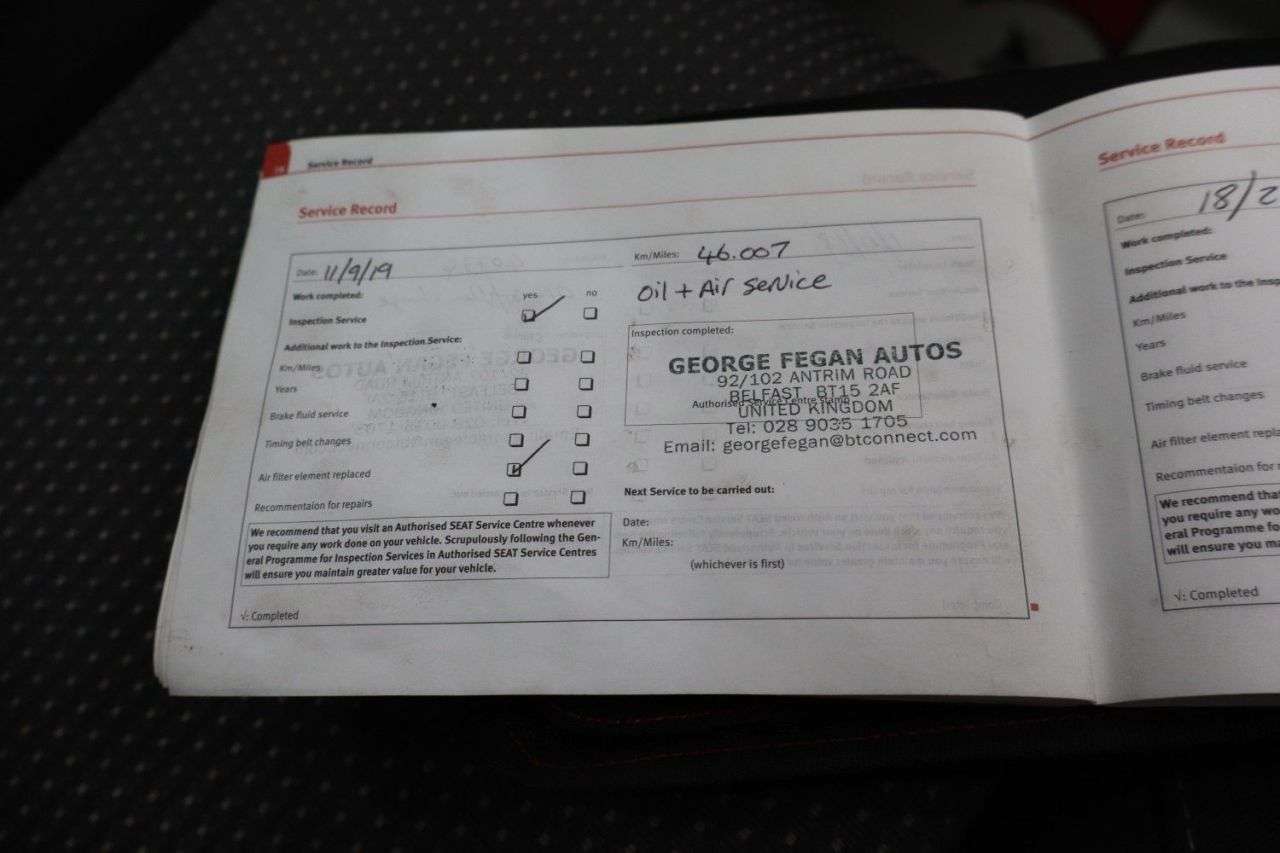 Service Record
Service Record
Date: 11/9/19
Work completed:
yes no
Inspection Service
Additional work to the Inspection Service:
Km/Miles
Years
Brake fluid service
Timing belt changes
Air filter element replaced
Recommentaion for repairs
We recommend that you visit an Authorised SEAT Service Centre whenever
you require any work done on your vehicle. Scrupulously following the Gen-
eral Programme for Inspection Services in Authorised SEAT Service Centres
will ensure you maintain greater value for your vehicle.
√: Completed
Km/Miles: 46.007
Oil + Air Service
Inspection completed:
GEORGE FEGAN AUTOS
92/102 ANTRIM ROAD
BELFAST BT15 2AF
Authorised Service Centre stamp
UNITED KINGDOM
Tel: 028 9035 1705
Email: georgefegan@btconnect.com
Next Service to be carried out:
Date:
Km/Miles:
(whichever is first)
Service Record
Date: 18/2
Work completed:
Inspection Service
Additional work to the Insp
Km/Miles
Years
Brake fluid service
Timing belt changes
Air filter element repla
Recommentaion for r
We recommend that
you require any wo
eral Programme for
will ensure you ma
√: Completed